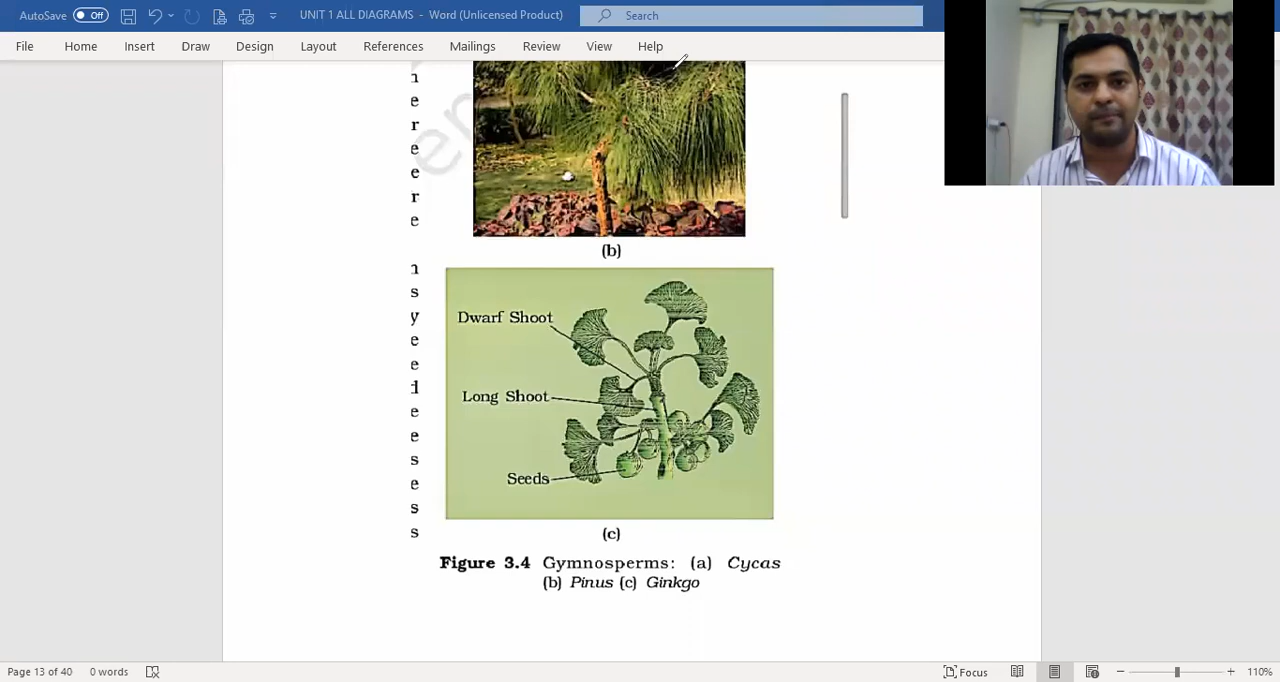 AutoSave Off UNIT 1 ALL DIAGRAMS - Word (Unlicensed Product) Search
File Home Insert Draw Design Layout References Mailings Review View Help
n
e
r
e
e
r
e
(b)
n
s
y
e
e
d
e
e
s
e
s
s
Dwarf Shoot
Long Shoot
Seeds
(c)
Figure 3.4 Gymnosperms: (a) Cycas
(b) Pinus (c) Ginkgo
Page 13 of 40 0 words Focus 110%